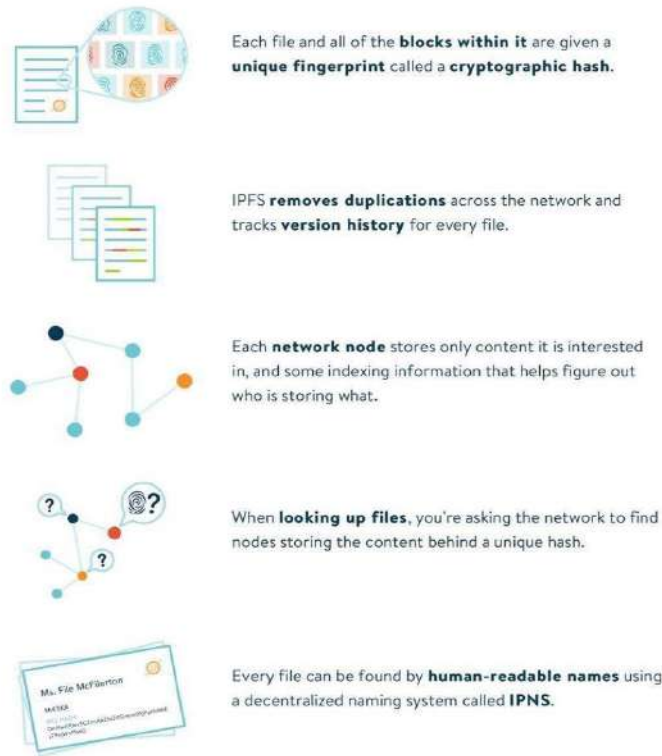 Each file and all of the blocks within it are given a
unique fingerprint called a cryptographic hash.
IPFS removes duplications across the network and
tracks version history for every file.
Each network node stores only content it is interested
in, and some indexing information that helps figure out
who is storing what.
?
?
?
When looking up files, you're asking the network to find
nodes storing the content behind a unique hash.
Ms. File McFilerton
Every file can be found by human-readable names using
a decentralized naming system called IPNS.